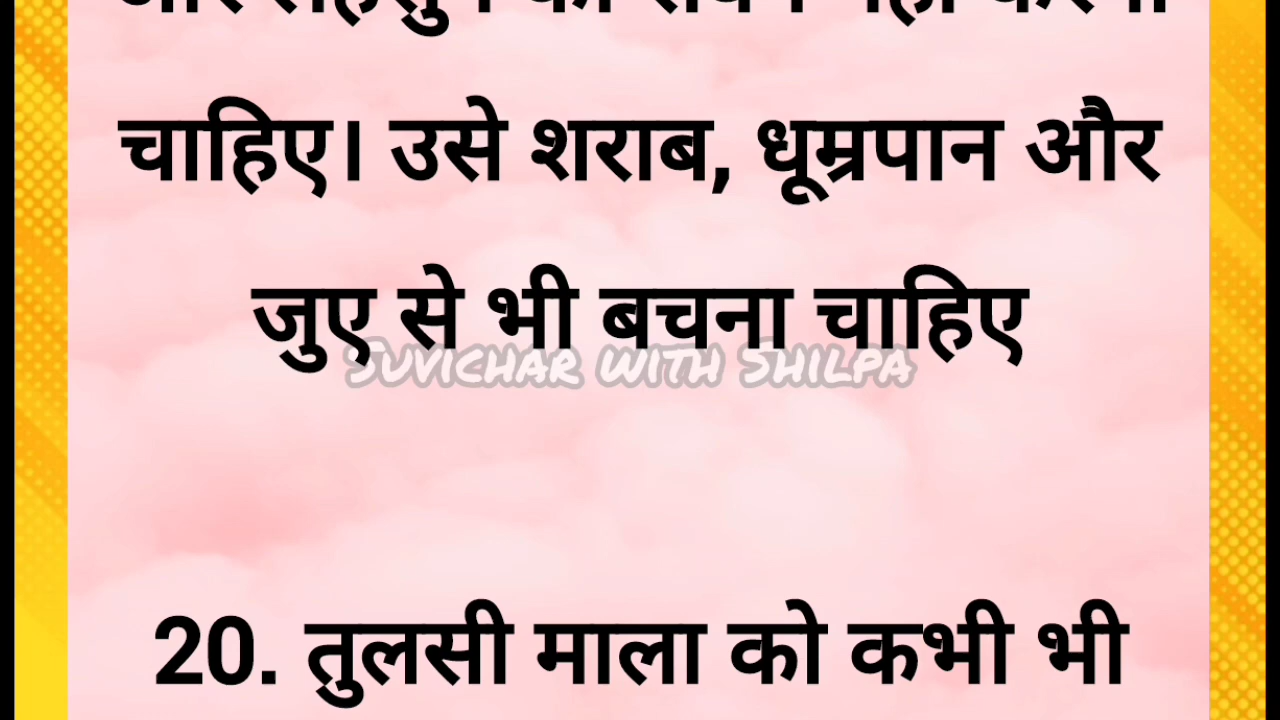 चाहिए। उसे शराब, धूम्रपान और
जुए से भी बचना चाहिए
Suvichar with Shilpa
20. तुलसी माला को कभी भी